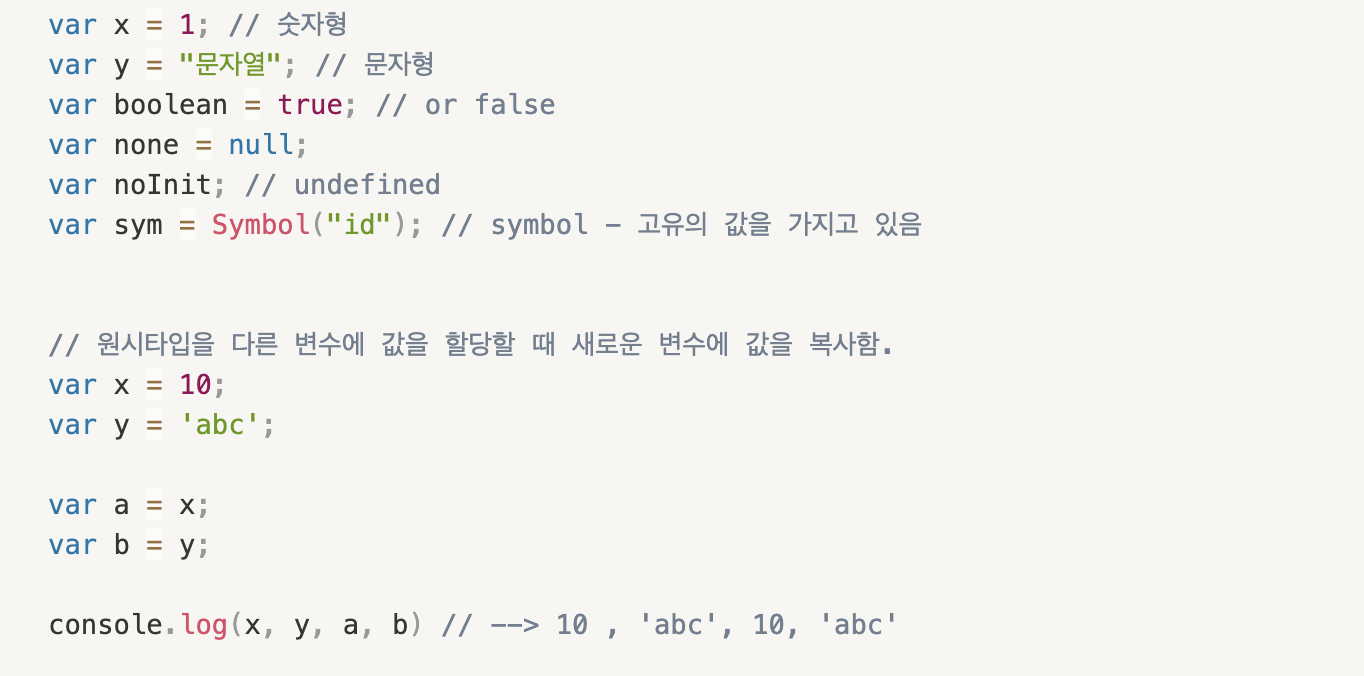 var x = 1; // 숫자형
var y = "문자열"; // 문자형
var boolean = true; // or false
var none = null;
var noInit; // undefined
var sym = Symbol("id"); // symbol - 고유의 값을 가지고 있음
// 원시타입을 다른 변수에 값을 할당할 때 새로운 변수에 값을 복사함.
var x = 10;
var y = 'abc';
var a = x;
var b = y;
console.log(x, y, a, b) // --> 10 , 'abc', 10, 'abc'